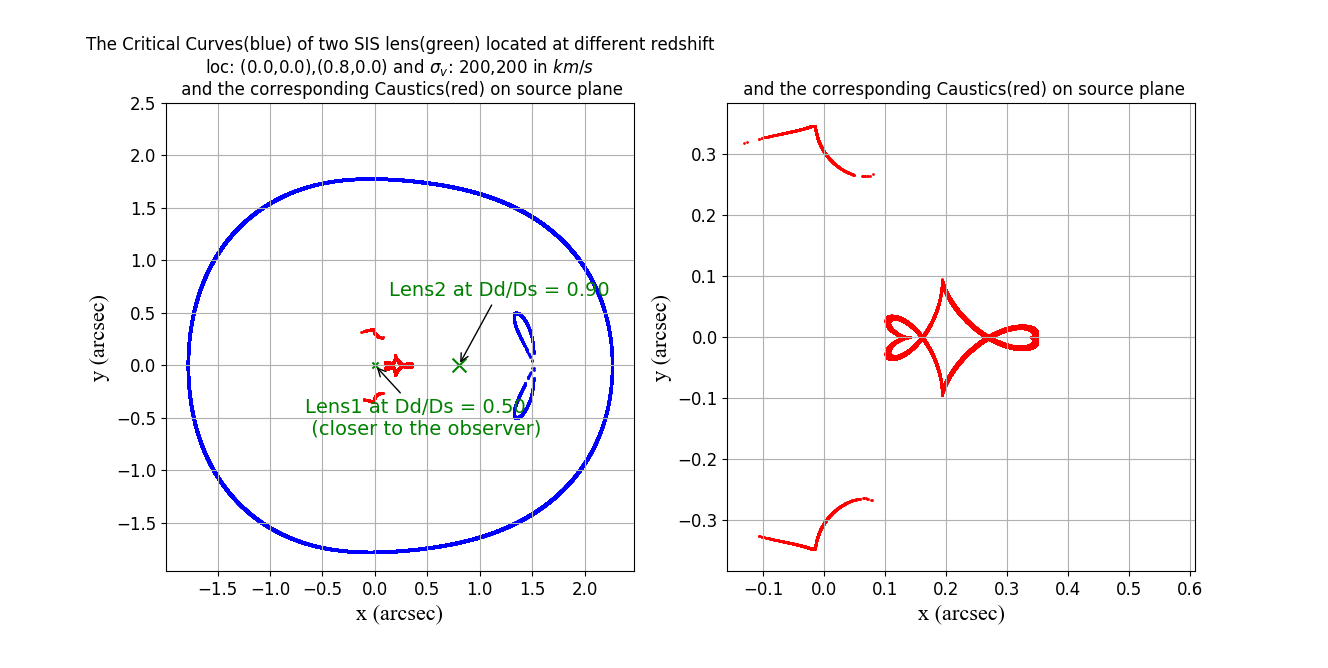 The Critical Curves(blue) of two SIS lens(green) located at different redshift
loc: (0.0,0.0),(0.8,0.0) and σv: 200,200 in km/s
and the corresponding Caustics(red) on source plane
2.5
2.0
1.5
1.0
0.5
0.0
−0.5
−1.0
−1.5
y (arcsec)
Lens2 at Dd/Ds = 0.90
Lens1 at Dd/Ds = 0.50
(closer to the observer)
−1.5 −1.0 −0.5 0.0 0.5 1.0 1.5 2.0
x (arcsec)
and the corresponding Caustics(red) on source plane
0.3
0.2
0.1
0.0
−0.1
−0.2
−0.3
y (arcsec)
−0.1 0.0 0.1 0.2 0.3 0.4 0.5 0.6
x (arcsec)